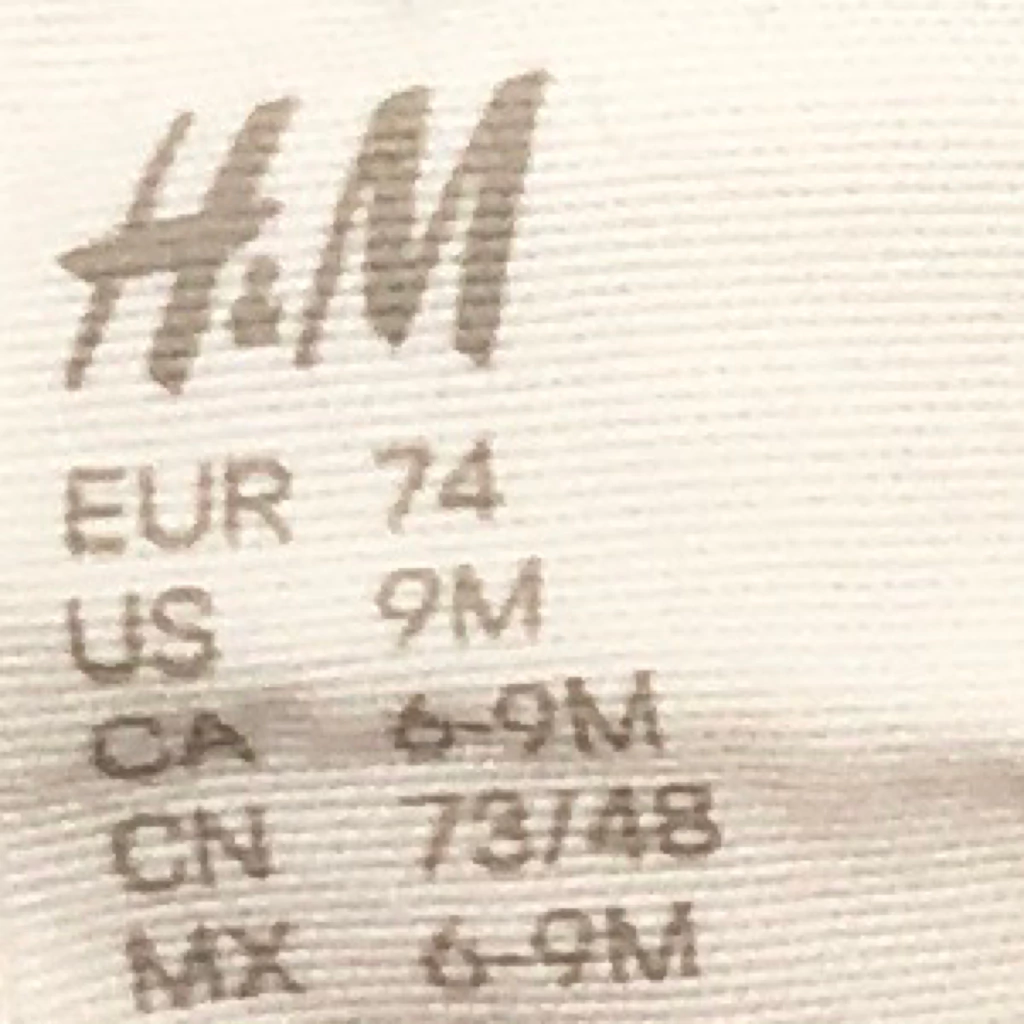 H&M
EUR 74
US 9M
CA 6-9M
CN 73/48
MX 6-9M